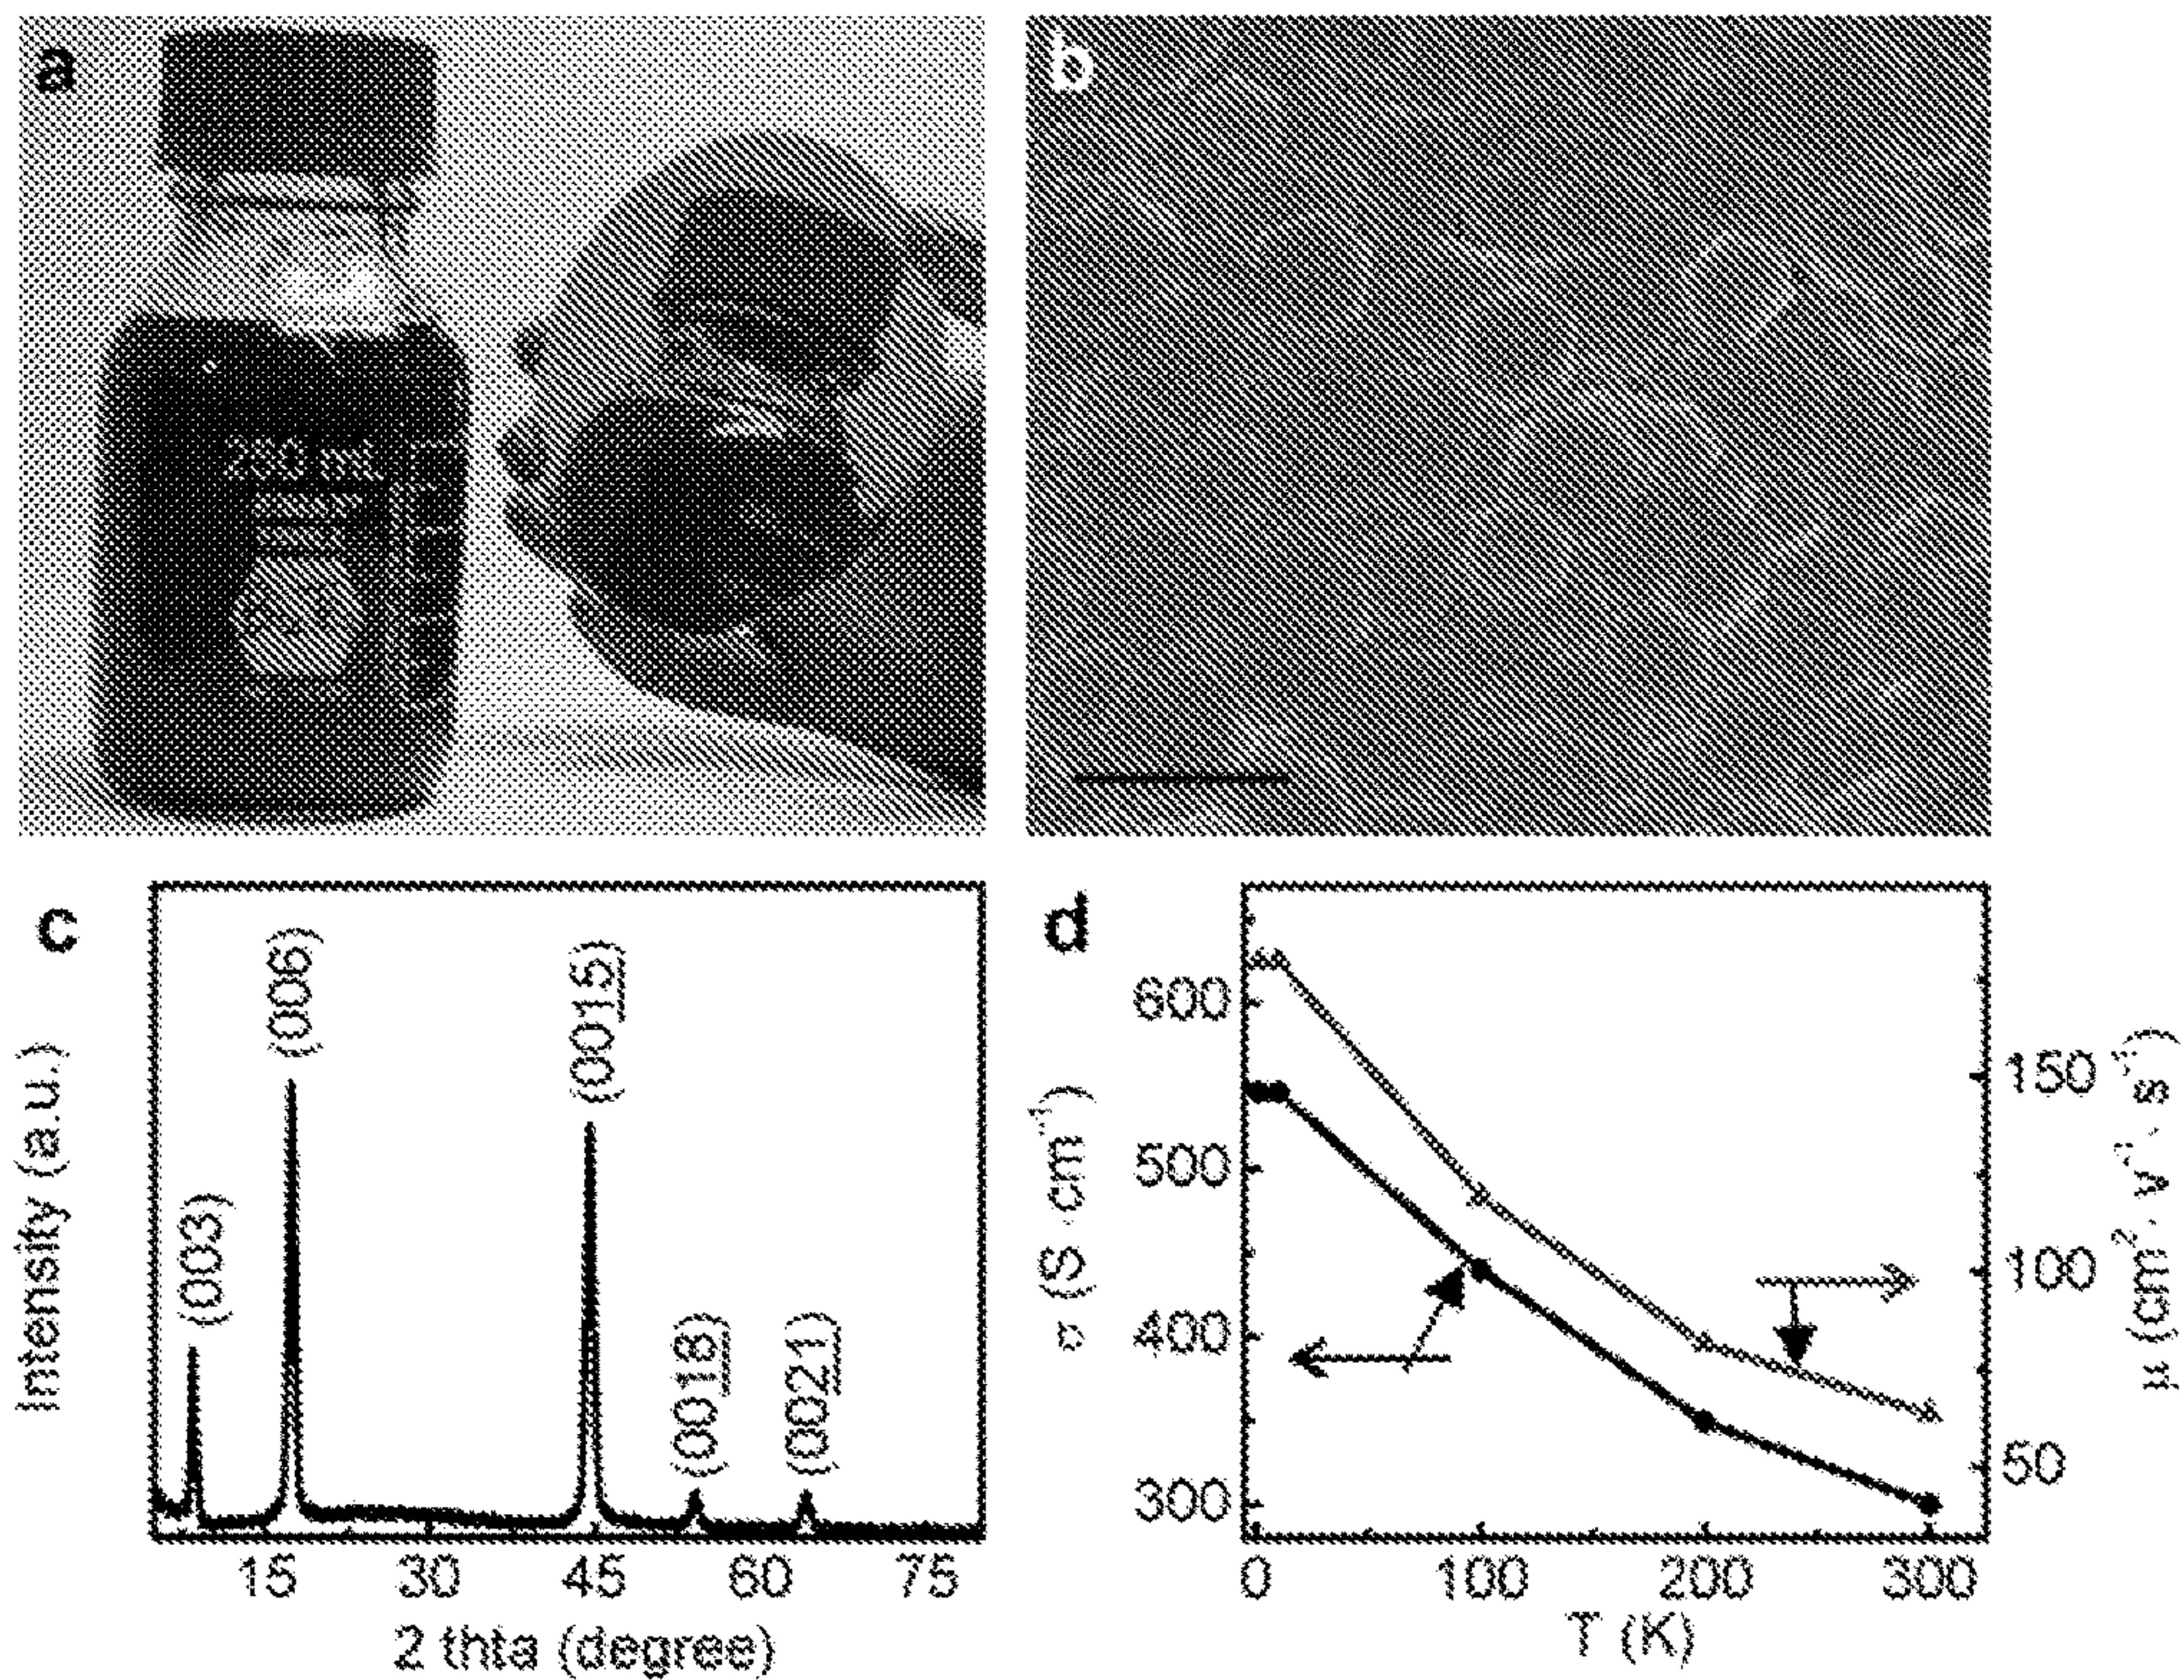 a
250 ml
b
c
Intensity (a.u.)
(003)
(006)
(0015)
(0018)
(0021)
15 30 45 60 75
2 thta (degree)
d
σ (S cm⁻¹)
600
500
400
300
150
100
50
μ (cm² · V⁻¹ · s⁻¹)
0 100 200 300
T (K)